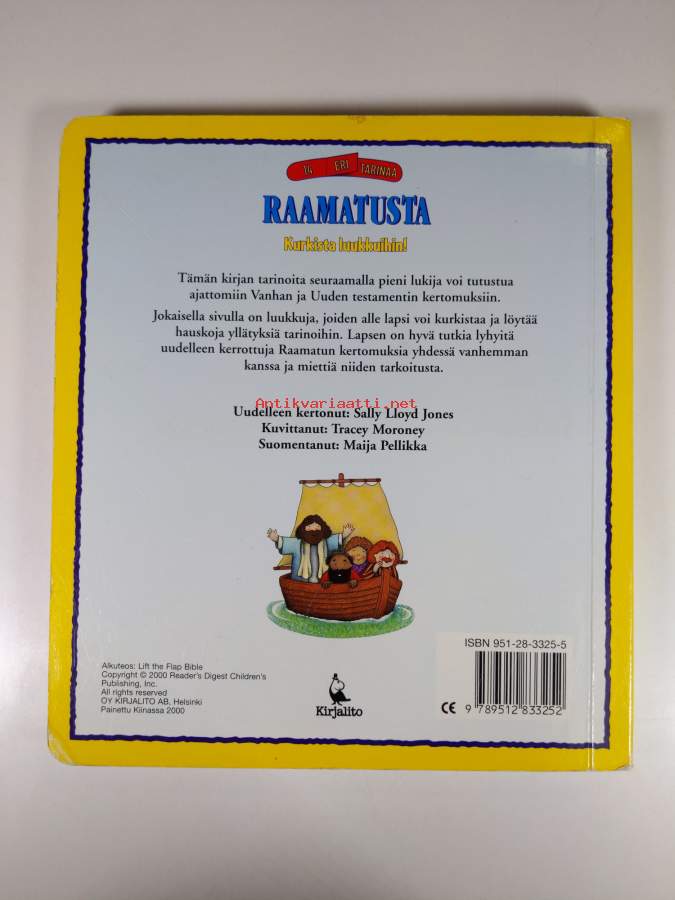 14 ERI TARINAA
RAAMATUSTA
Kurkista luukkuihin!
Tämän kirjan tarinoita seuraamalla pieni lukija voi tutustua
ajattomiin Vanhan ja Uuden testamentin kertomuksiin.
Jokaisella sivulla on luukkuja, joiden alle lapsi voi kurkistaa ja löytää
hauskoja yllätyksiä tarinoihin. Lapsen on hyvä tutkia lyhyitä
uudelleen kerrottuja Raamatun kertomuksia yhdessä vanhemman
kanssa ja miettiä niiden tarkoitusta.
Antikvariaatti.net
Uudelleen kertonut: Sally Lloyd Jones
Kuvittanut: Tracey Moroney
Suomentanut: Maija Pellikka
ISBN 951-28-3325-5
Alkuteos: Lift the Flap Bible
Copyright © 2000 Reader's Digest Children's
Publishing, Inc.
All rights reserved
OY KIRJALITO AB, Helsinki
Painettu Kiinassa 2000
Kirjalito
CE
9 789512 833252